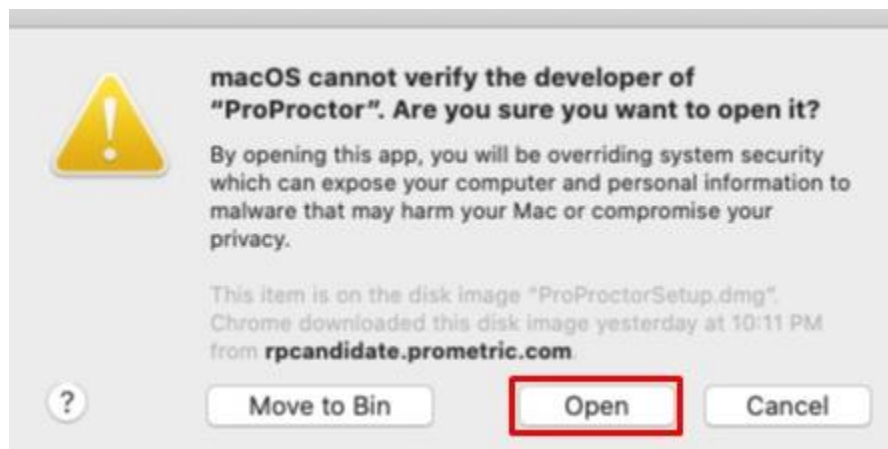 macOS cannot verify the developer of
“ProProctor”. Are you sure you want to open it?
By opening this app, you will be overriding system security
which can expose your computer and personal information to
malware that may harm your Mac or compromise your
privacy.
This item is on the disk image “ProProctorSetup.dmg”.
Chrome downloaded this disk image yesterday at 10:11 PM
from rpcandidate.prometric.com.
? Move to Bin Open Cancel